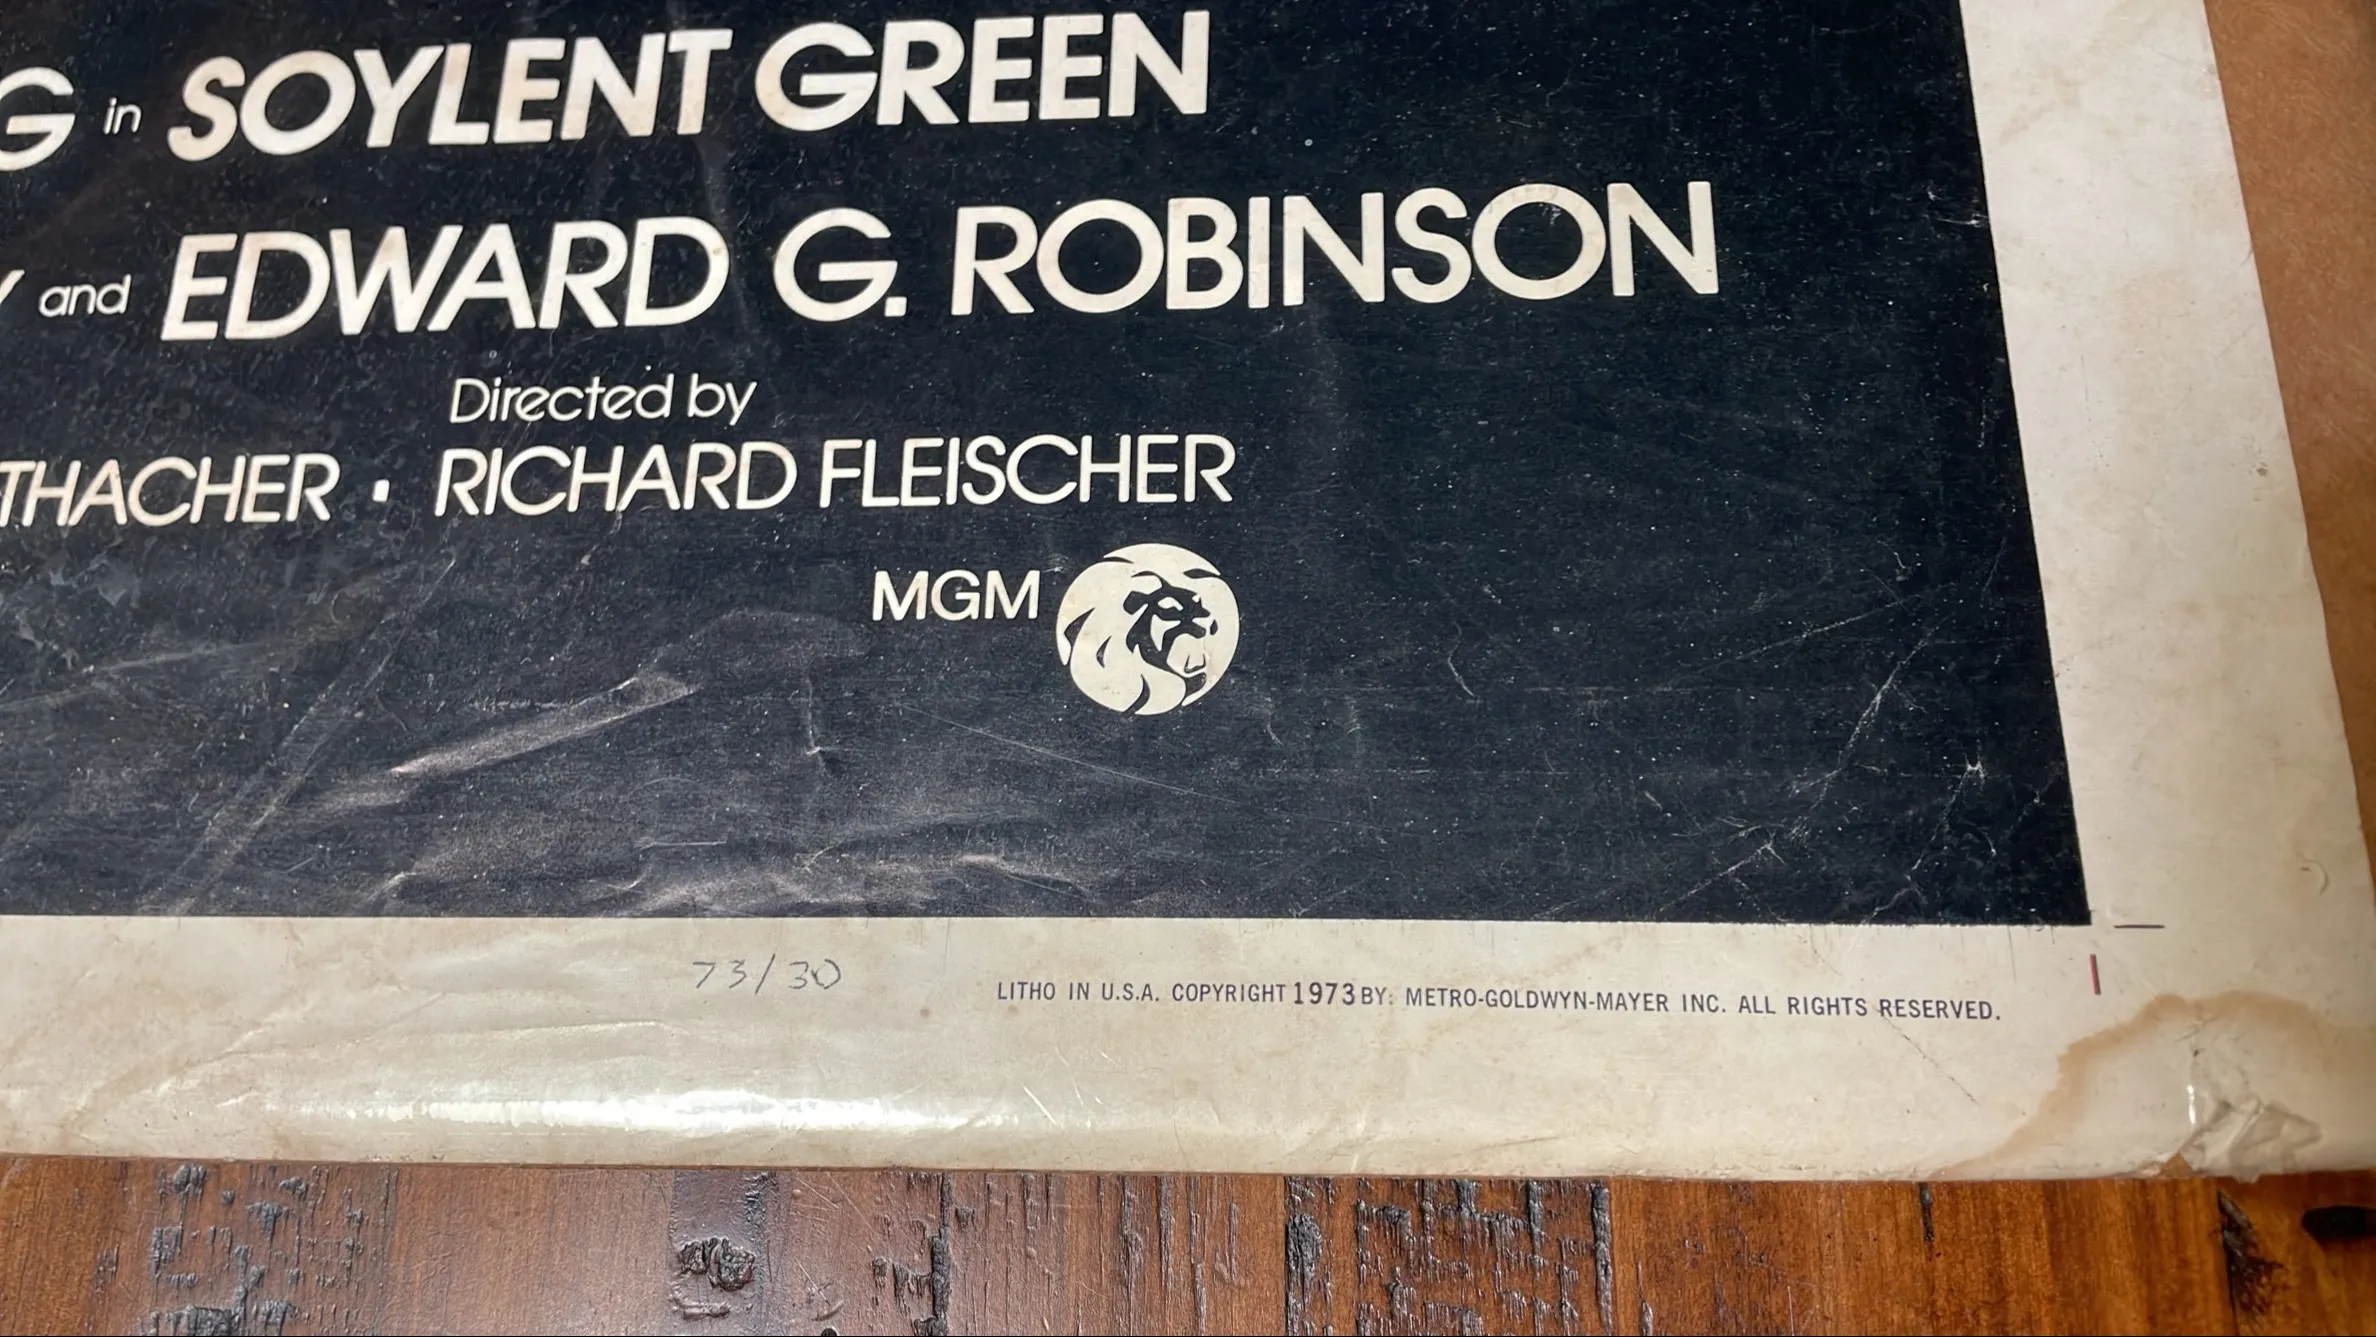 G in SOYLENT GREEN
and EDWARD G. ROBINSON
Directed by
THACHER · RICHARD FLEISCHER
MGM
73/30
LITHO IN U.S.A. COPYRIGHT 1973 BY: METRO-GOLDWYN-MAYER INC. ALL RIGHTS RESERVED.